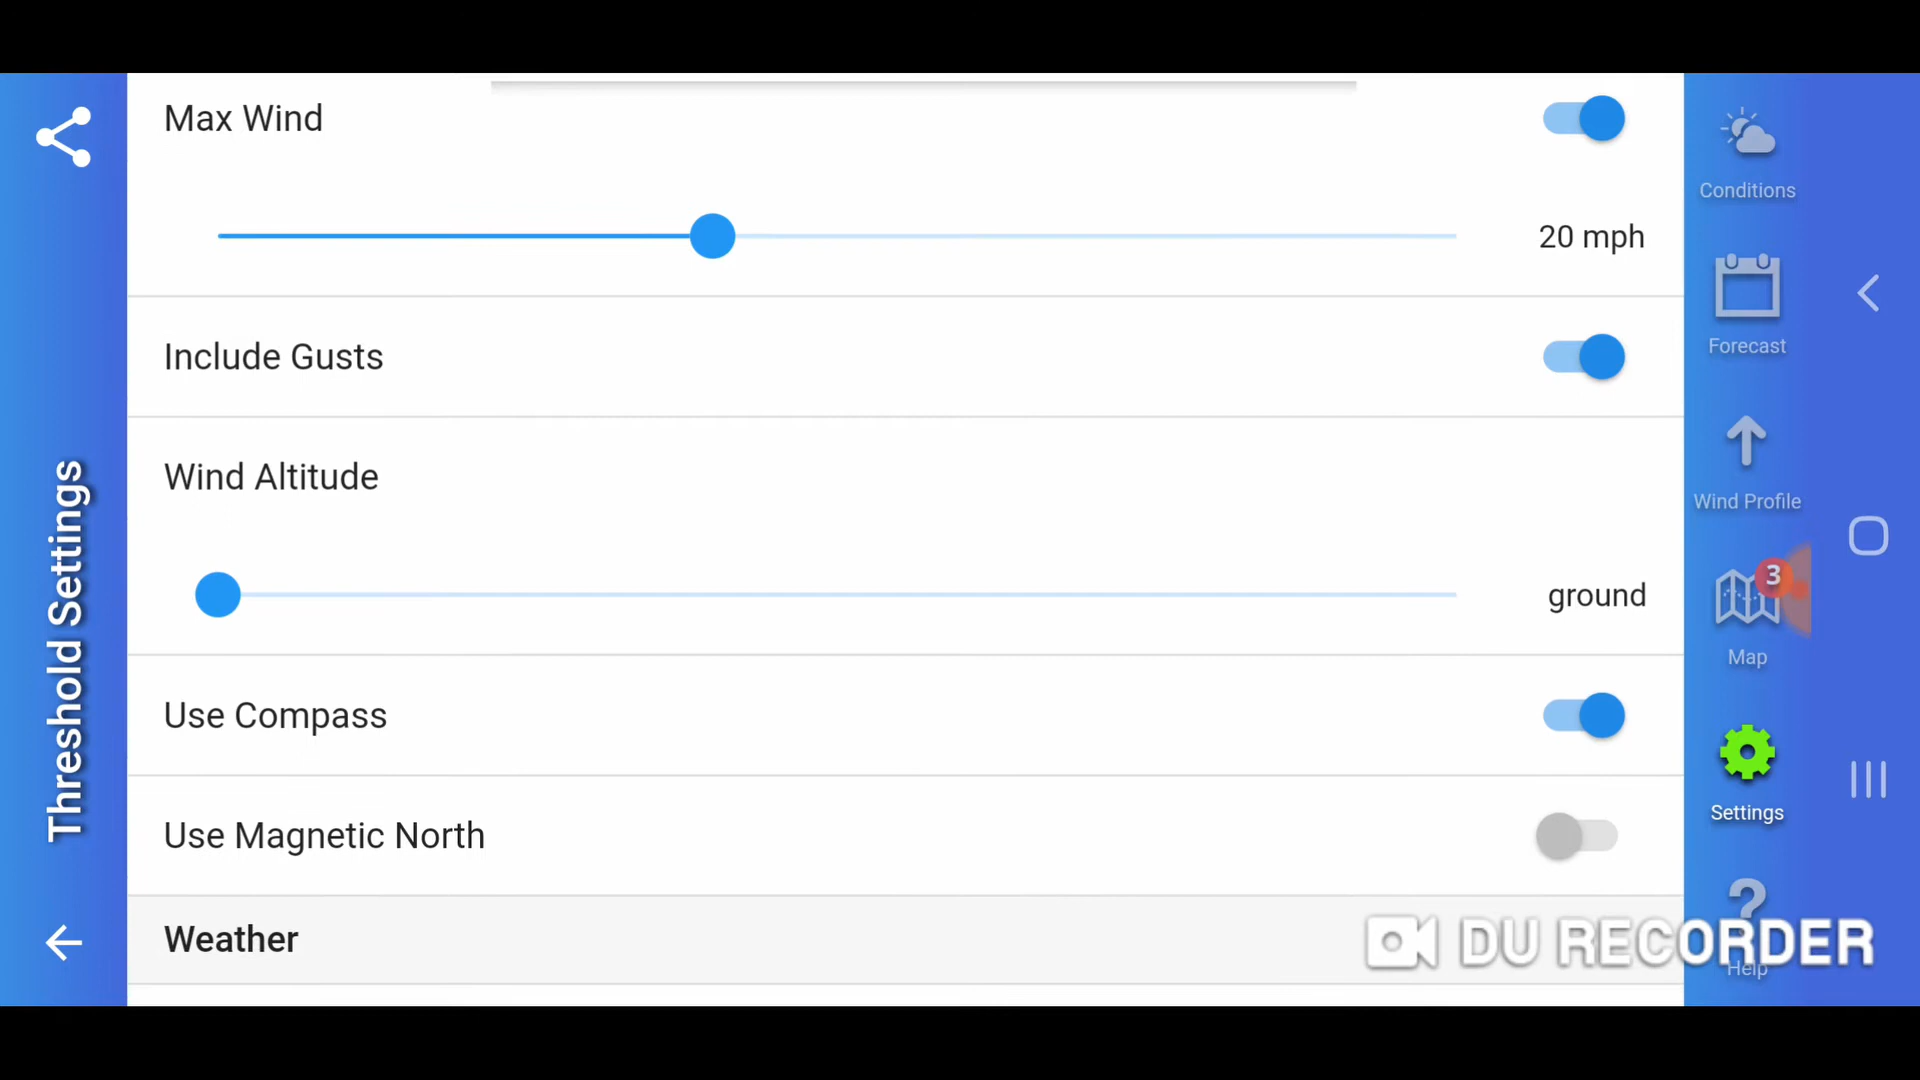 Threshold Settings
Max Wind
20 mph
Include Gusts
Wind Altitude
ground
Use Compass
Use Magnetic North
Weather
Conditions
Forecast
Wind Profile
3
Map
Settings
Help
DU RECORDER